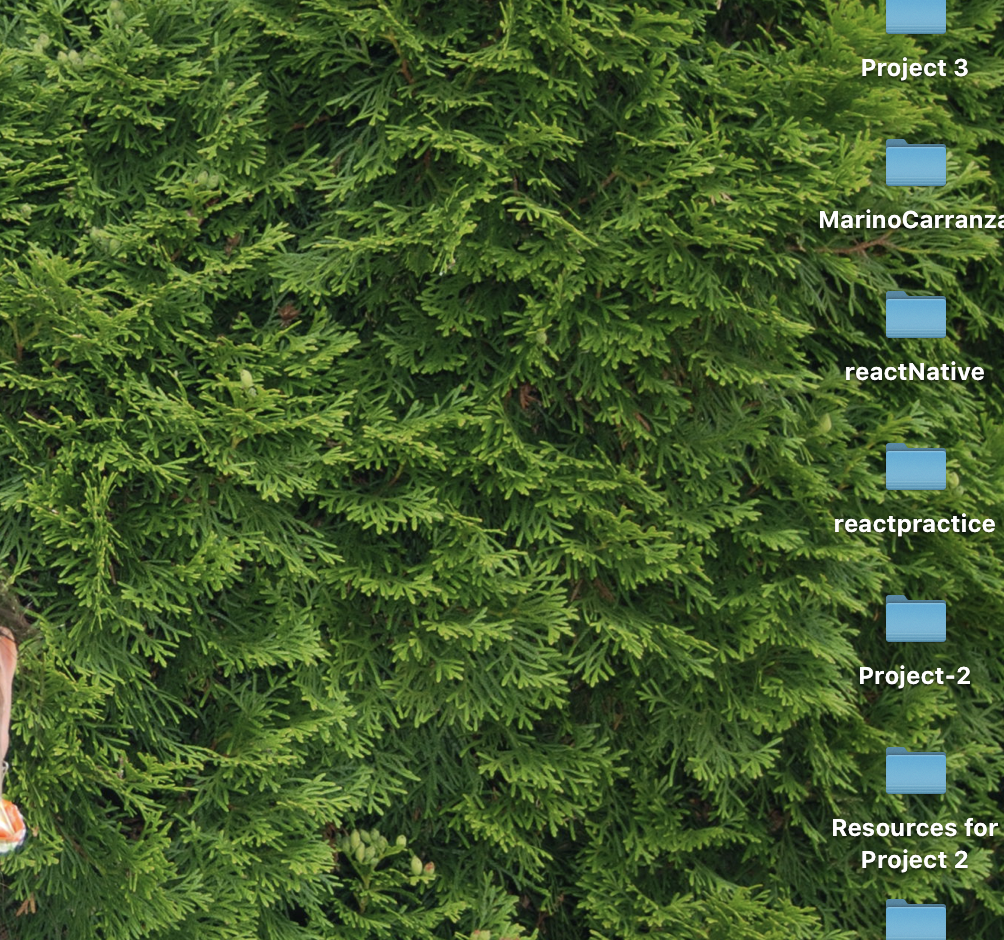 Project 3
MarinoCarranza
reactNative
reactpractice
Project-2
Resources for
Project 2